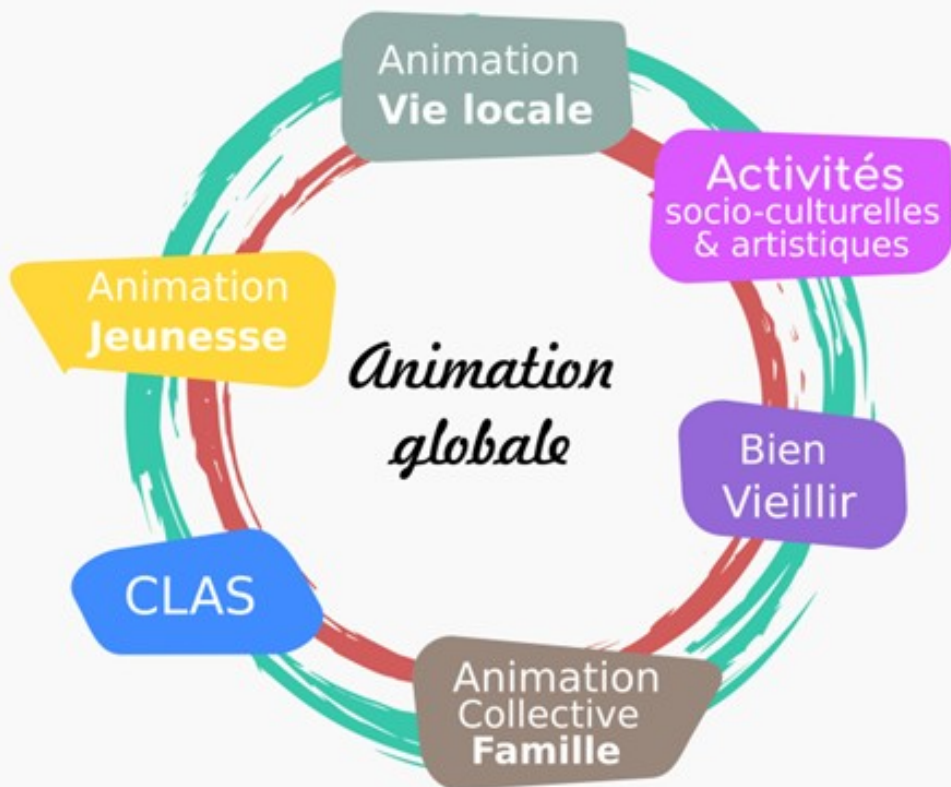 Animation
Vie locale
Activités
socio-culturelles
& artistiques
Animation
Jeunesse
Animation
globale
Bien
Vieillir
CLAS
Animation
Collective
Famille